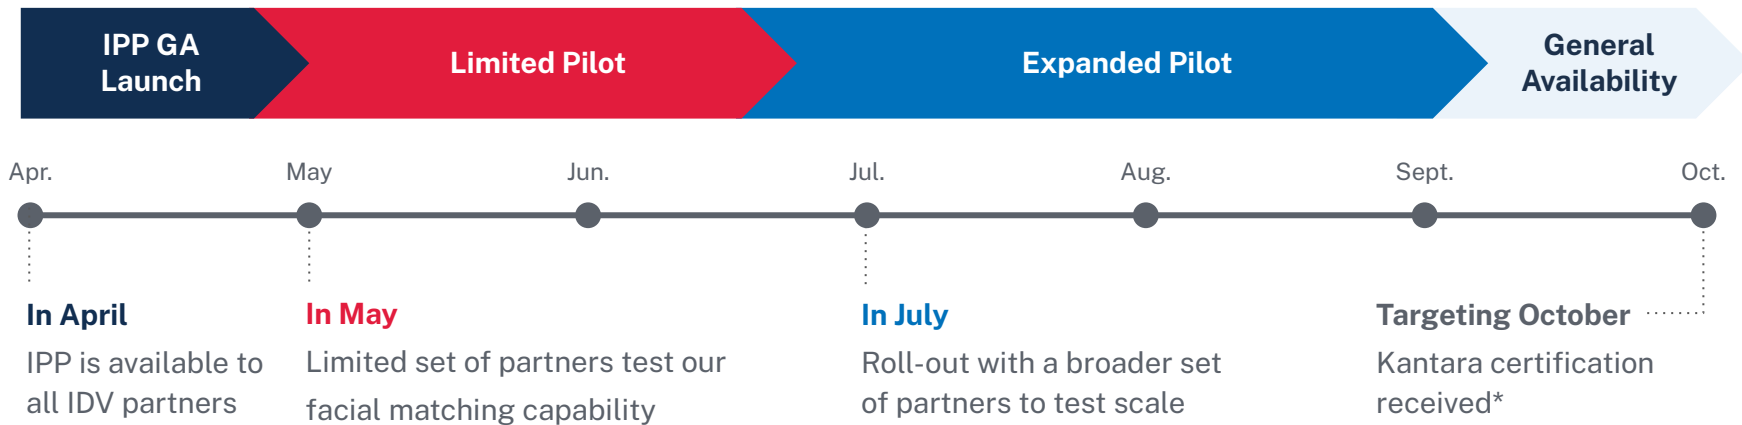 IPP GA
Launch
Limited Pilot
Expanded Pilot
General
Availability
Apr.
May
Jun.
Jul.
Aug.
Sept.
Oct.
In April
IPP is available to
all IDV partners
In May
Limited set of partners test our
facial matching capability
In July
Roll-out with a broader set
of partners to test scale
Targeting October
Kantara certification
received*